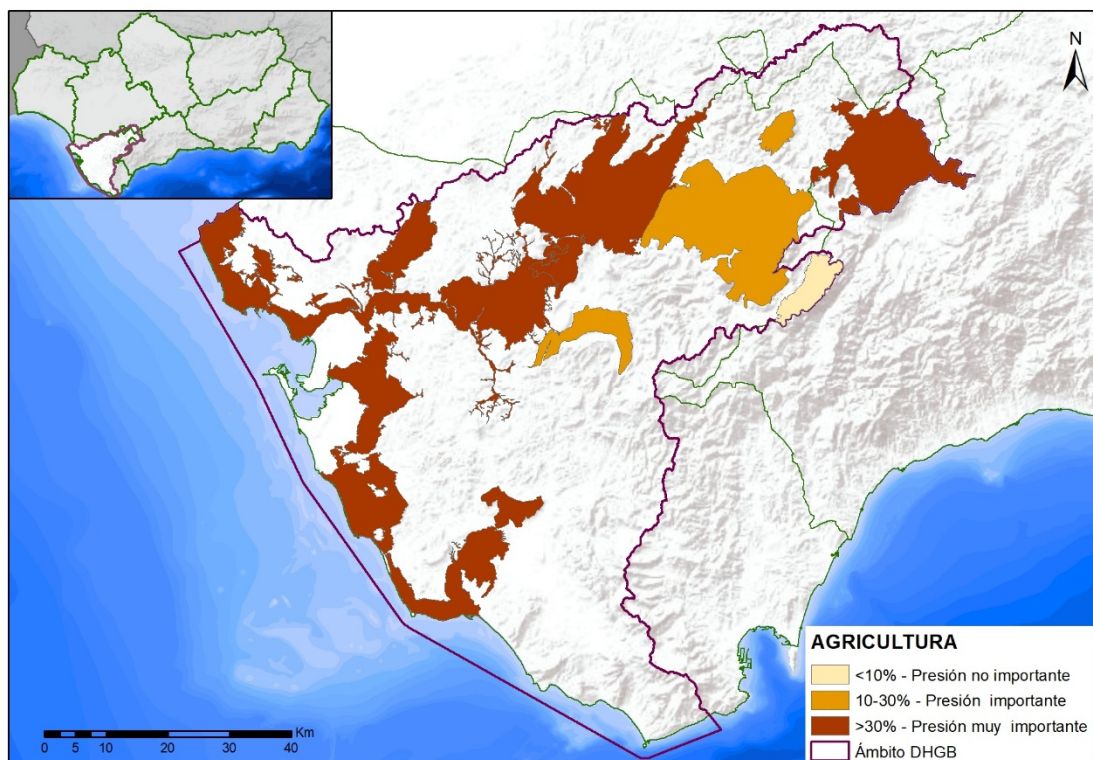 N
AGRICULTURA
<10% - Presión no importante
10-30% - Presión importante
>30% - Presión muy importante
Ámbito DHGB
Km
0 5 10 20 30 40